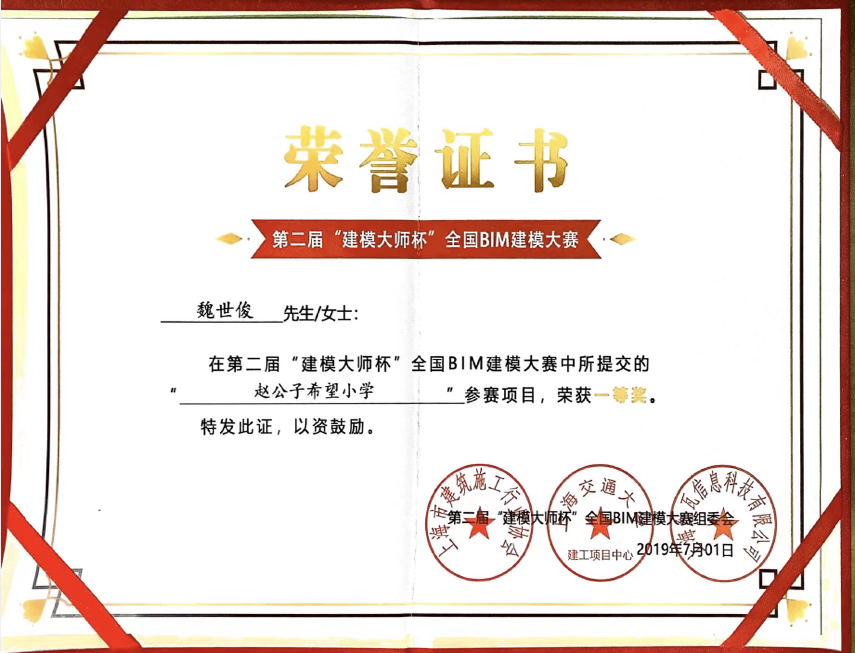 荣誉证书
第二届“建模大师杯”全国BIM建模大赛
魏世俊 先生/女士：
在第二届“建模大师杯”全国BIM建模大赛中所提交的
“赵公子希望小学”参赛项目，荣获一等奖。
特发此证，以资鼓励。
上海市建筑施工行业协会
上海交通大学
建工项目中心
瓦信息科技有限公司
第二届“建模大师杯”全国BIM建模大赛组委会
2019年7月01日